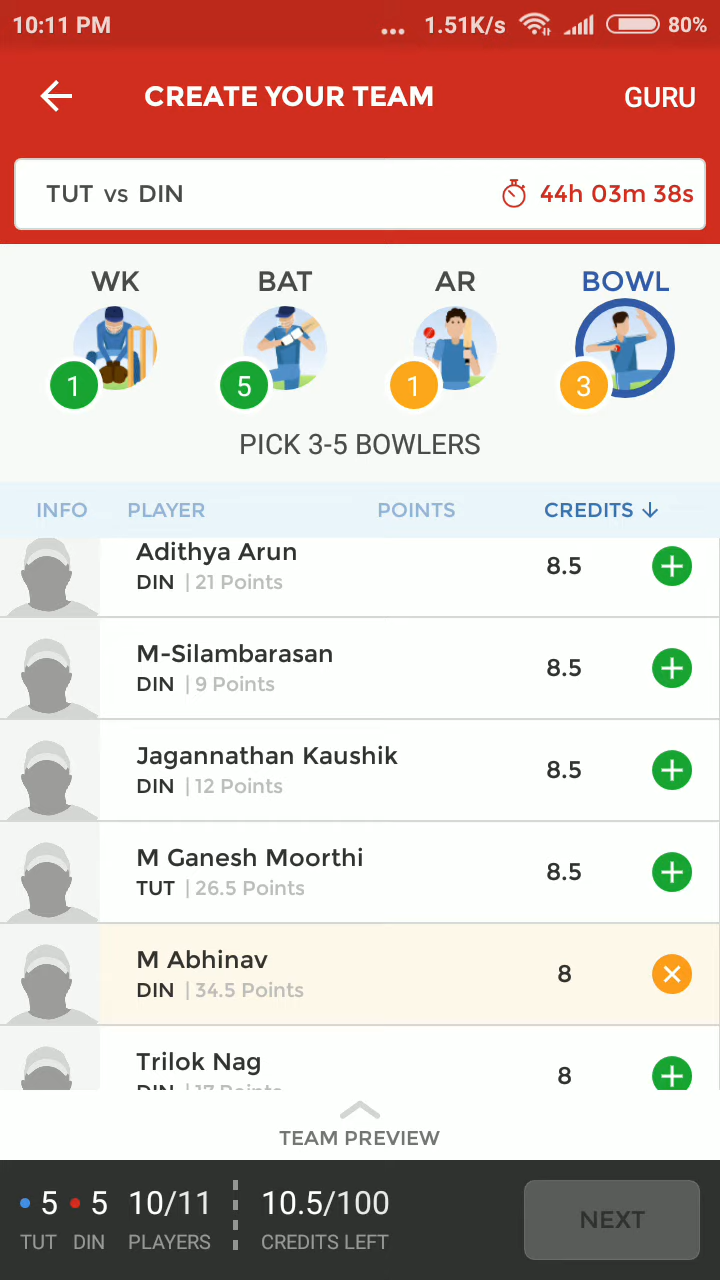 10:11 PM ... 1.51K/s 80%
CREATE YOUR TEAM GURU
TUT vs DIN 44h 03m 38s
WK BAT AR BOWL
1 5 1 3
PICK 3-5 BOWLERS
INFO PLAYER POINTS CREDITS ↓
Adithya Arun
DIN | 21 Points 8.5
M-Silambarasan
DIN | 9 Points 8.5
Jagannathan Kaushik
DIN | 12 Points 8.5
M Ganesh Moorthi
TUT | 26.5 Points 8.5
M Abhinav
DIN | 34.5 Points 8
Trilok Nag
DIN | 17 Points 8
TEAM PREVIEW
5 5 10/11 10.5/100
TUT DIN PLAYERS CREDITS LEFT
NEXT